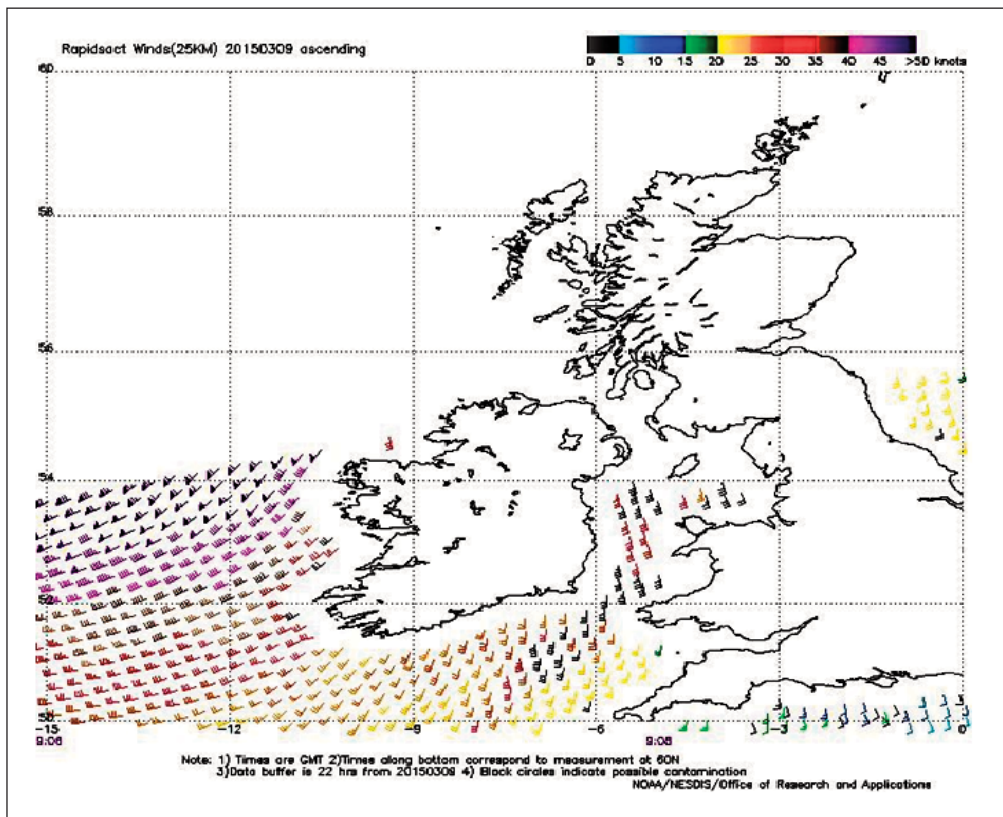 Rapidsact Winds(25KM) 20150309 ascending
0 5 10 15 20 25 30 35 40 45 >50 knots
60
58
56
54
52
50
-15 -12 -9 -6 -3 0
9:06 9:08
Note: 1) Times are GMT 2)Times along bottom correspond to measurement at 60N
3)Data buffer is 22 hrs from 20150309 4) Black circles indicate possible contamination
NOAA/NESDIS/Office of Research and Applications